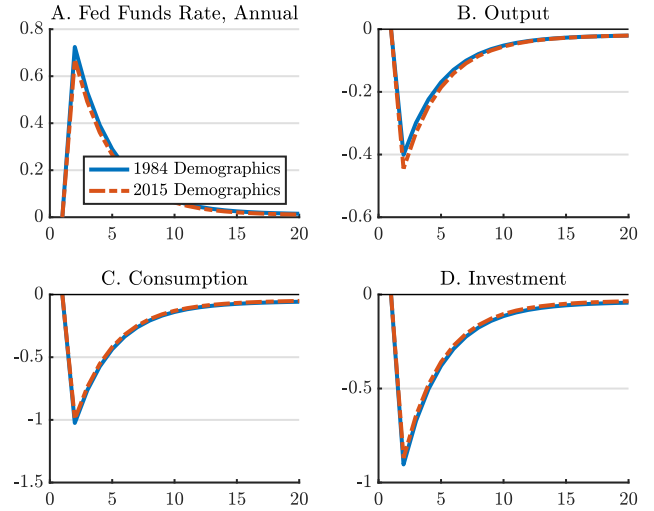 A. Fed Funds Rate, Annual
0.8
0.6
0.4
0.2
0
0 5 10 15 20
1984 Demographics
2015 Demographics
B. Output
0
-0.2
-0.4
-0.6
0 5 10 15 20
C. Consumption
0
-0.5
-1
-1.5
0 5 10 15 20
D. Investment
0
-0.5
-1
0 5 10 15 20